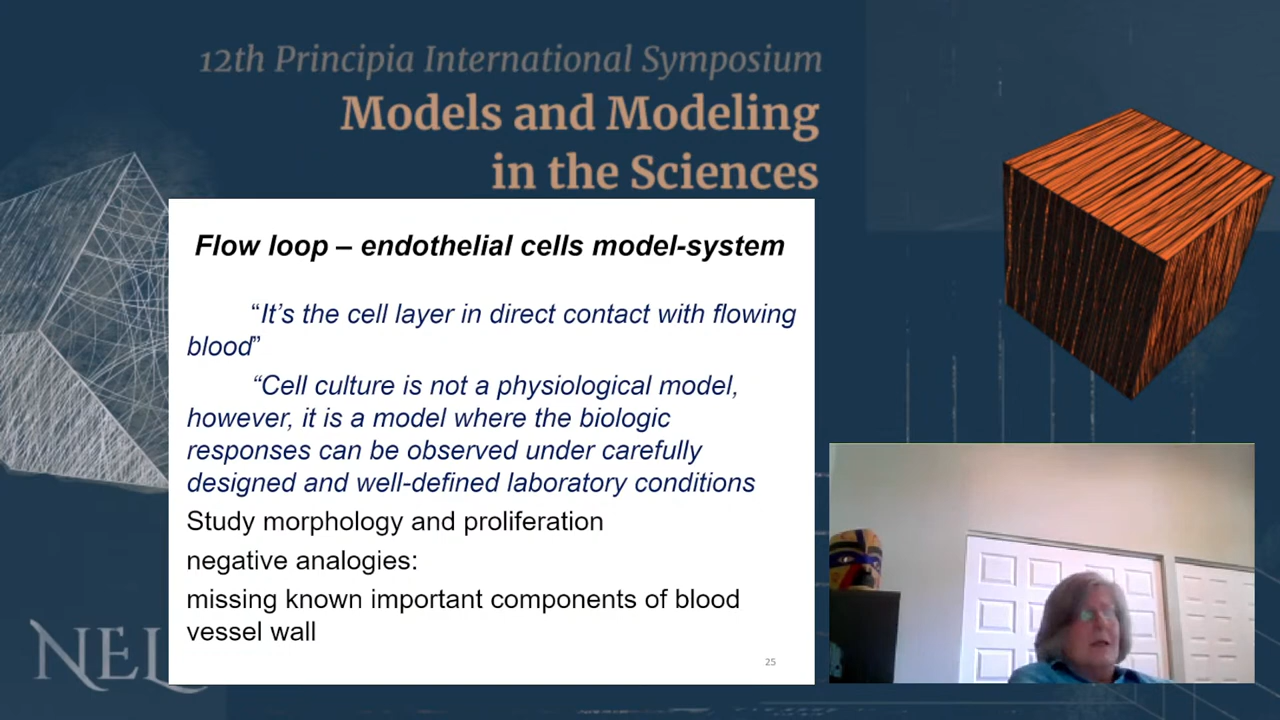 12th Principia International Symposium
Models and Modeling
in the Sciences
Flow loop – endothelial cells model-system
“It’s the cell layer in direct contact with flowing
blood”
“Cell culture is not a physiological model,
however, it is a model where the biologic
responses can be observed under carefully
designed and well-defined laboratory conditions
Study morphology and proliferation
negative analogies:
missing known important components of blood
vessel wall
25
NEL